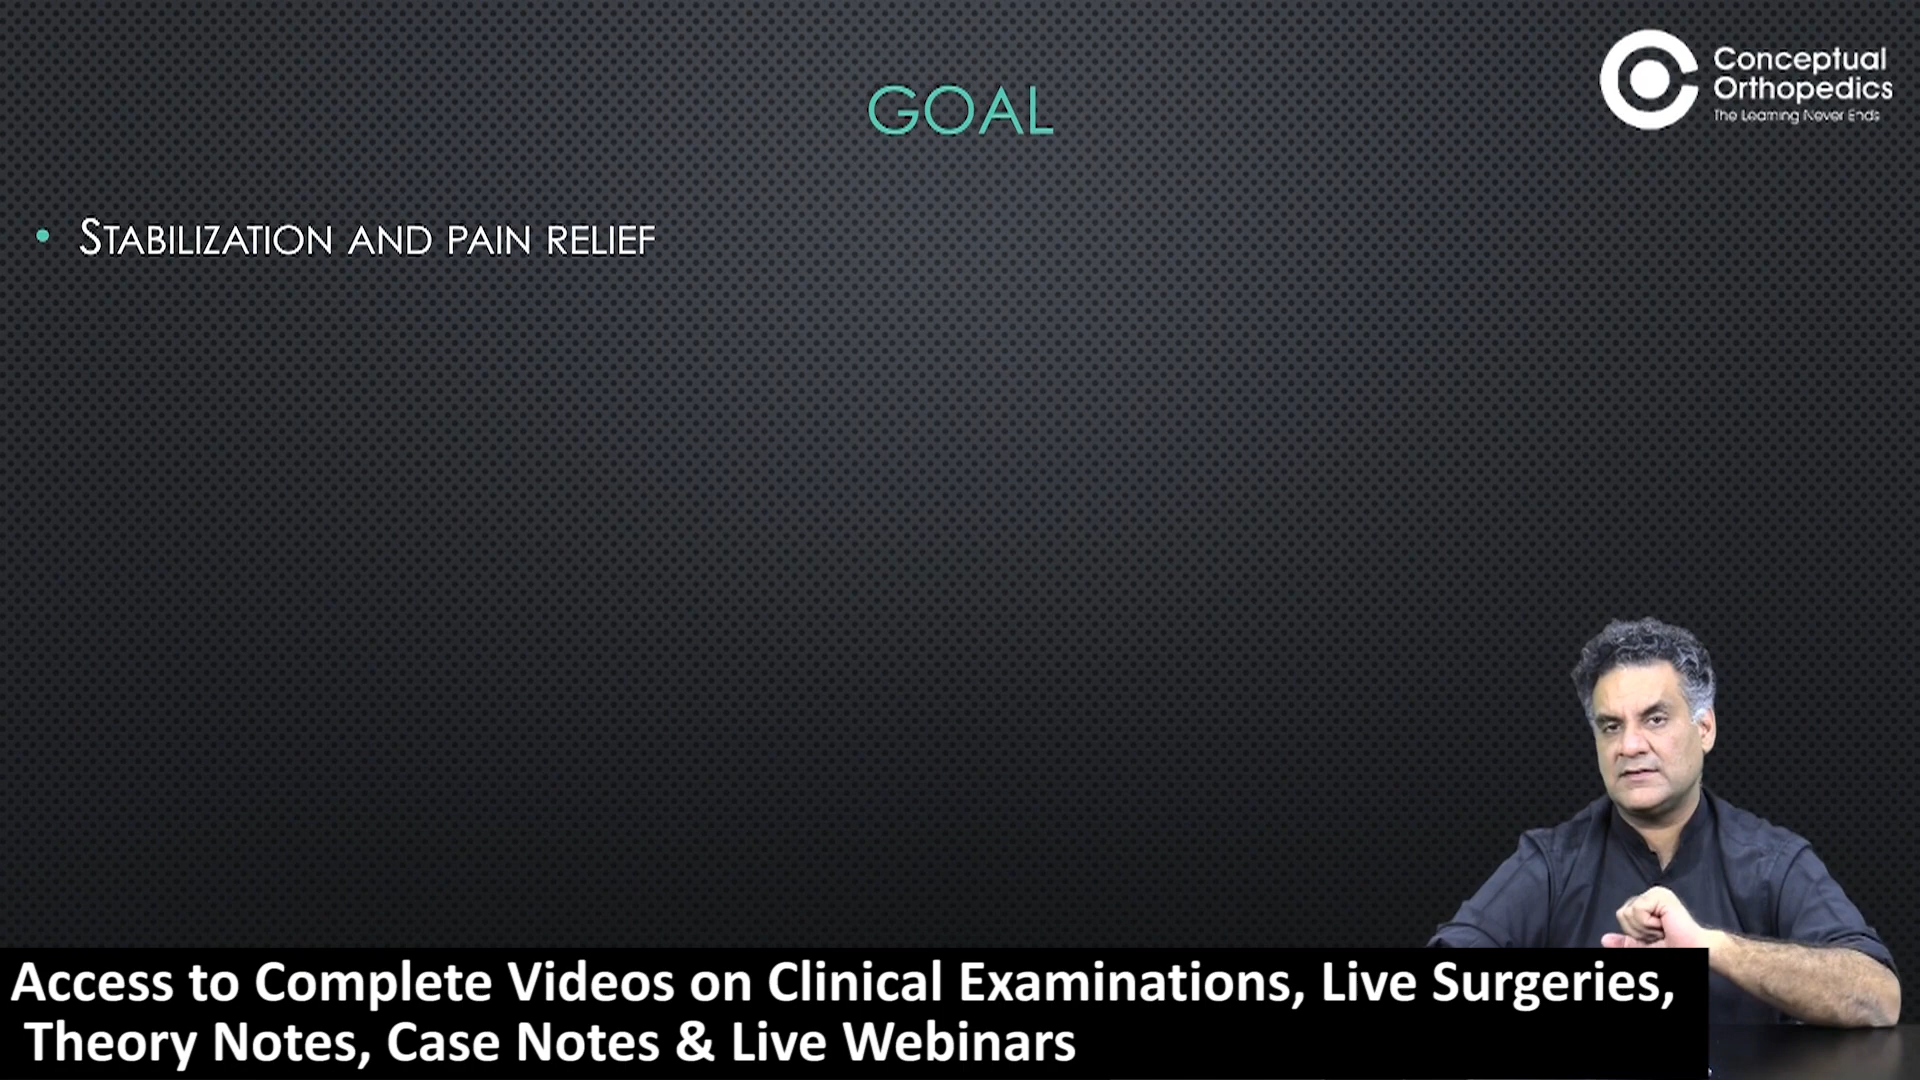 Conceptual
Orthopedics
The Learning Never Ends
GOAL
• STABILIZATION AND PAIN RELIEF
Access to Complete Videos on Clinical Examinations, Live Surgeries,
Theory Notes, Case Notes & Live Webinars